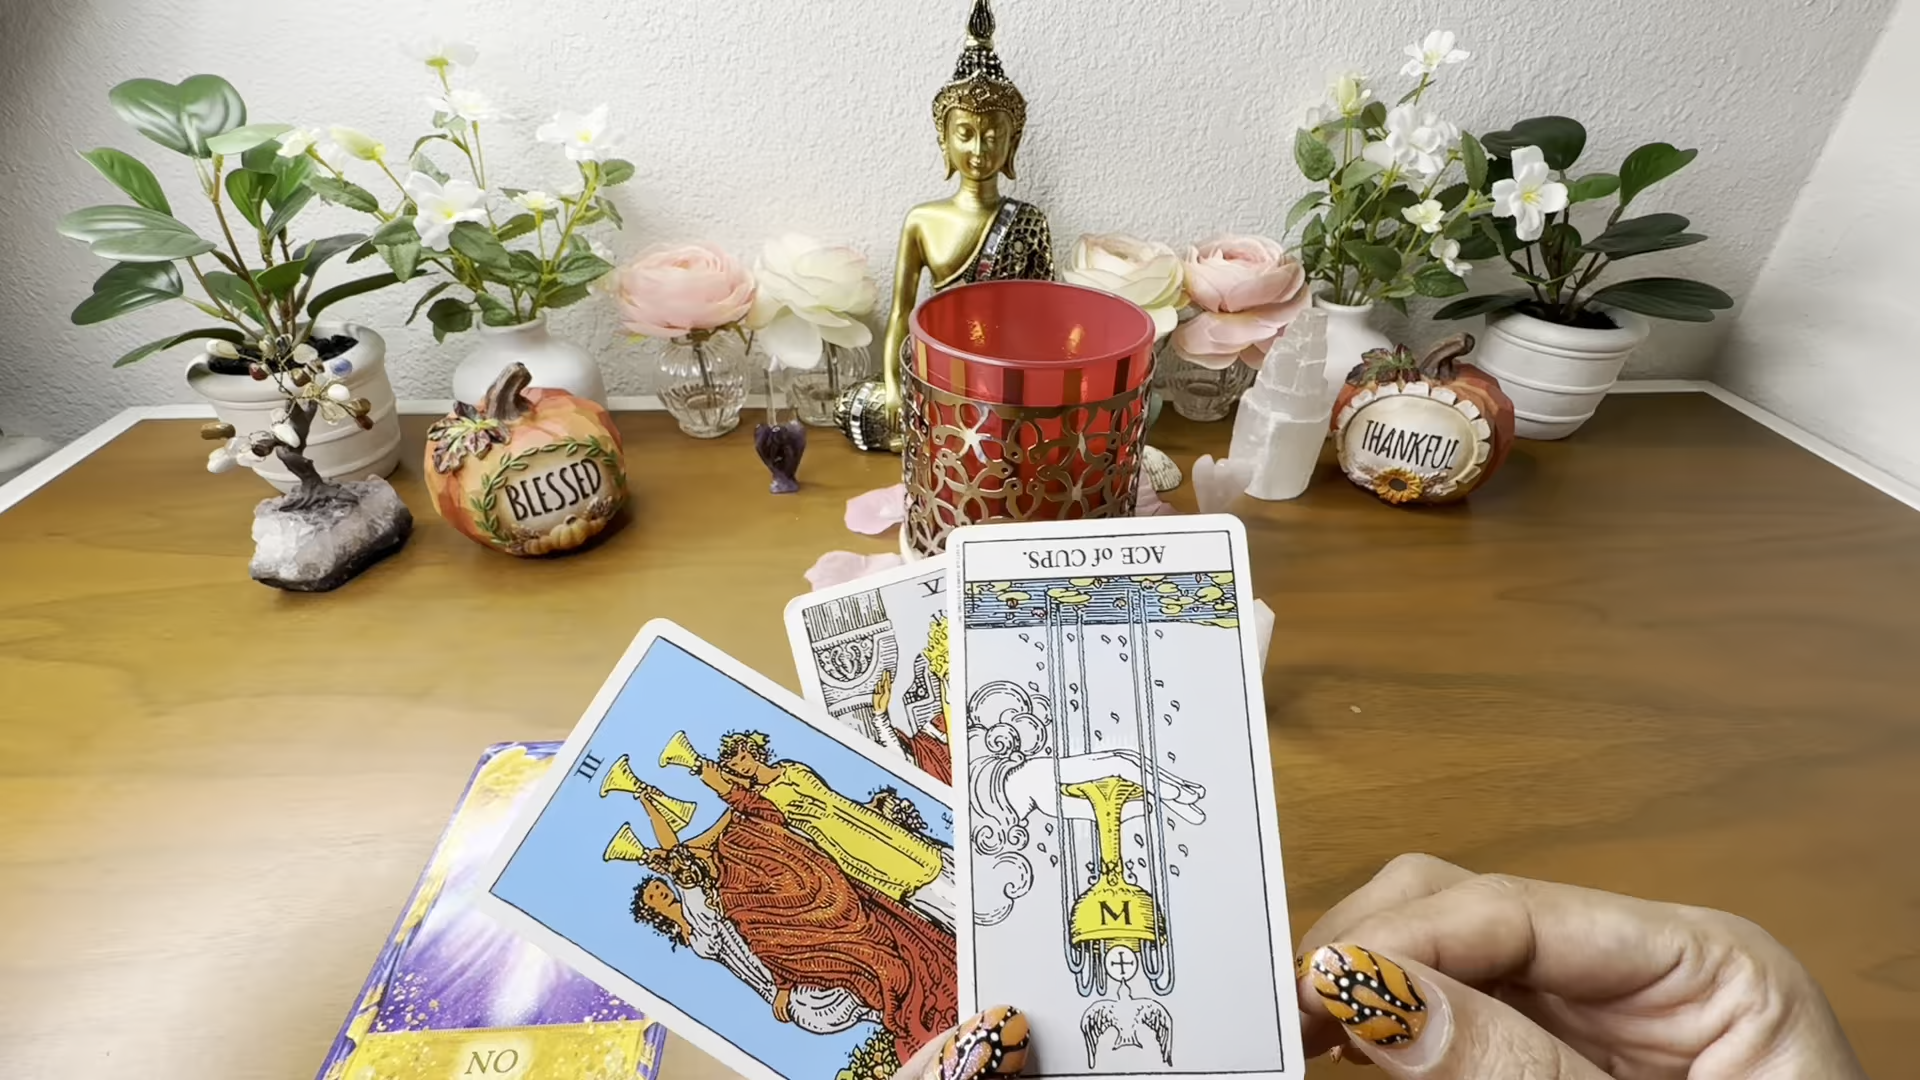 BLESSED
THANKFUL
ACE of CUPS.
V
III
M
NO